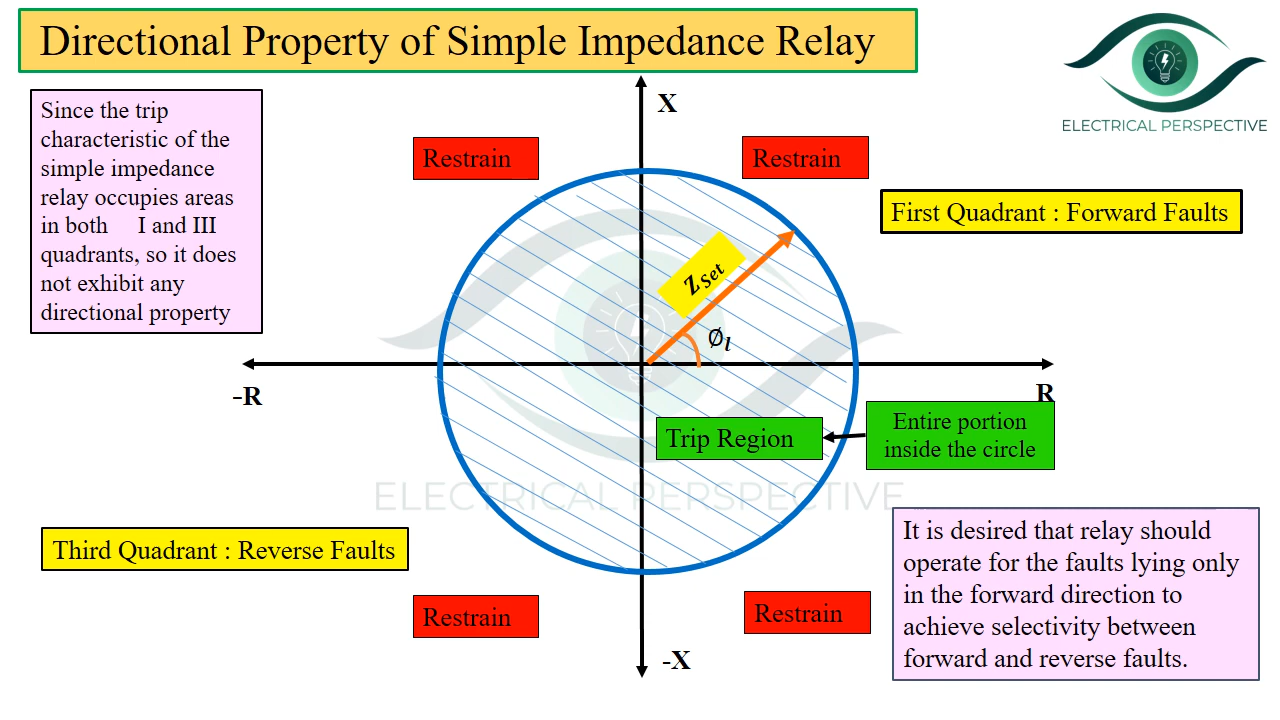 Directional Property of Simple Impedance Relay
ELECTRICAL PERSPECTIVE
Since the trip
characteristic of the
simple impedance
relay occupies areas
in both I and III
quadrants, so it does
not exhibit any
directional property
X
Restrain
Restrain
First Quadrant : Forward Faults
Z Set
Ø l
-R
R
Trip Region
Entire portion
inside the circle
ELECTRICAL PERSPECTIVE
Third Quadrant : Reverse Faults
It is desired that relay should
operate for the faults lying only
in the forward direction to
achieve selectivity between
forward and reverse faults.
Restrain
Restrain
-X